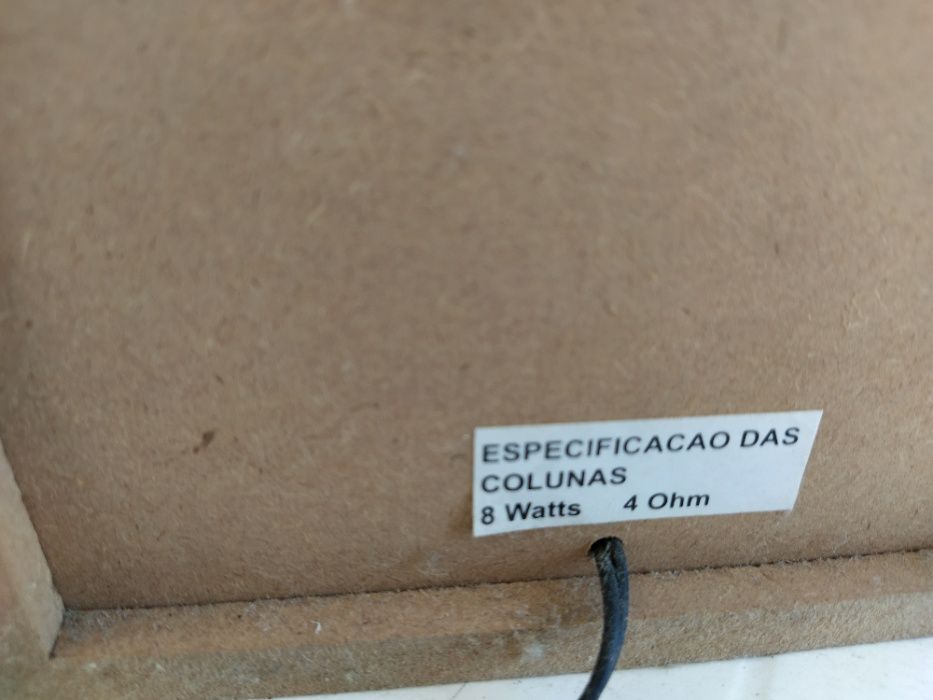 ESPECIFICACAO DAS
COLUNAS
8 Watts 4 Ohm